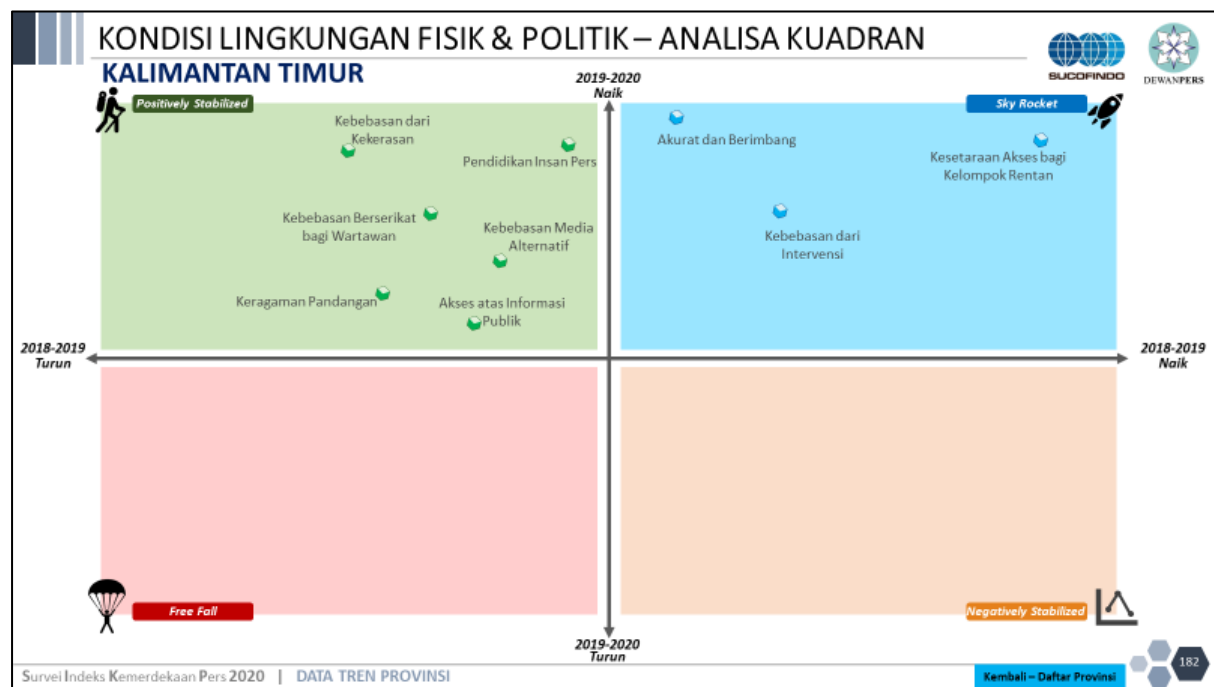 KONDISI LINGKUNGAN FISIK & POLITIK – ANALISA KUADRAN
KALIMANTAN TIMUR
SUCOFINDO
DEWANPERS
2019-2020
Naik
Positively Stabilized
Sky Rocket
Kebebasan dari
Kekerasan
Pendidikan Insan Pers
Akurat dan Berimbang
Kesetaraan Akses bagi
Kelompok Rentan
Kebebasan Berserikat
bagi Wartawan
Kebebasan Media
Alternatif
Kebebasan dari
Intervensi
Keragaman Pandangan
Akses atas Informasi
Publik
2018-2019
Turun
2018-2019
Naik
Free Fall
Negatively Stabilized
2019-2020
Turun
Survei Indeks Kemerdekaan Pers 2020 | DATA TREN PROVINSI
Kembali – Daftar Provinsi
182